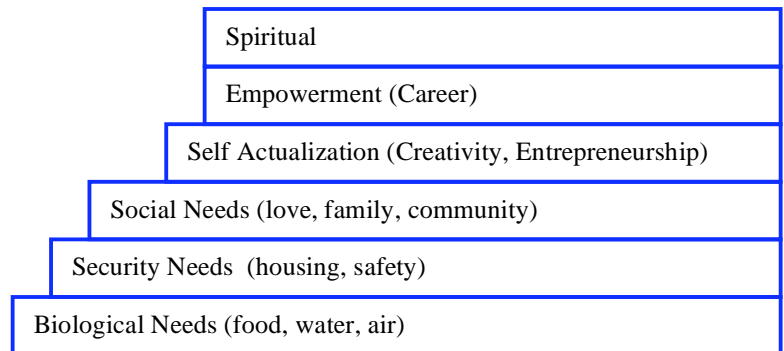 Spiritual
Empowerment (Career)
Self Actualization (Creativity, Entrepreneurship)
Social Needs (love, family, community)
Security Needs  (housing, safety)
Biological Needs (food, water, air)